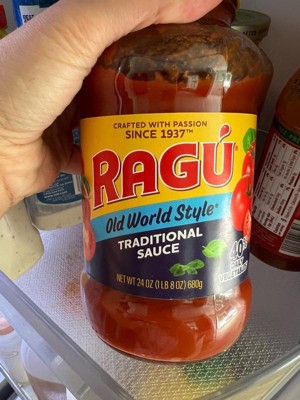 CRAFTED WITH PASSION
SINCE 1937™
RAGÚ®
Old World Style®
TRADITIONAL
SAUCE
NET WT 24 OZ (1 LB 8 OZ) 680g